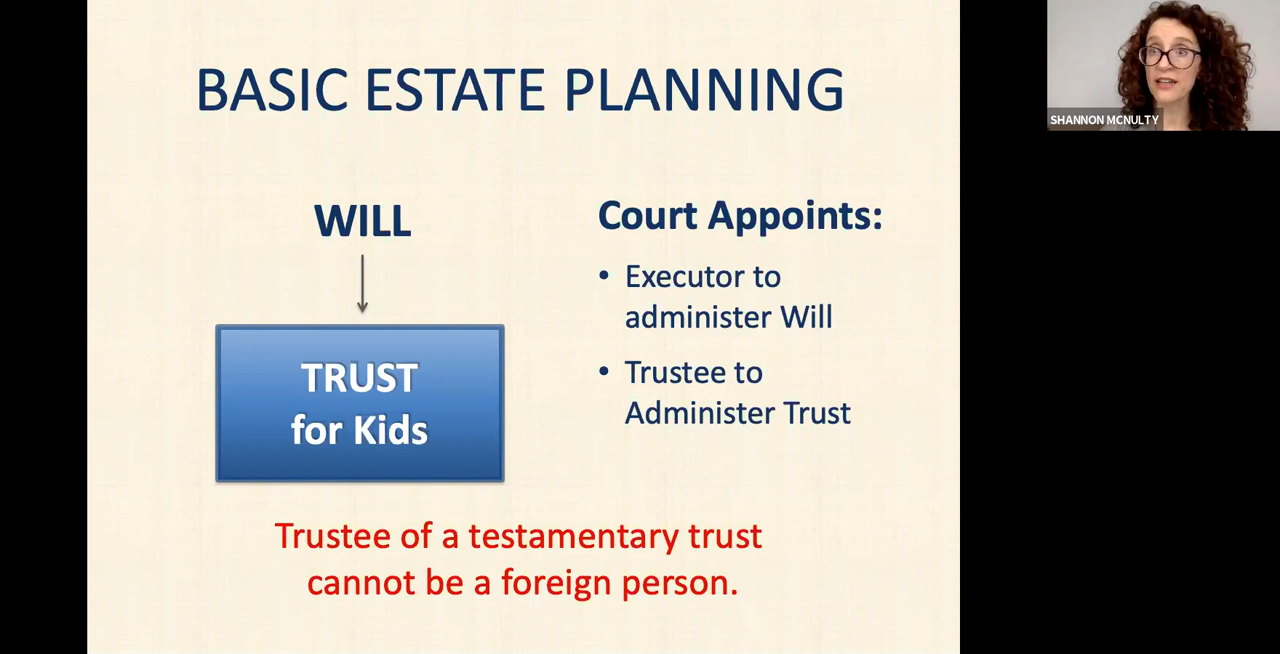 BASIC ESTATE PLANNING
WILL
TRUST
for Kids
Court Appoints:
• Executor to
administer Will
• Trustee to
Administer Trust
Trustee of a testamentary trust
cannot be a foreign person.
SHANNON MCNULTY